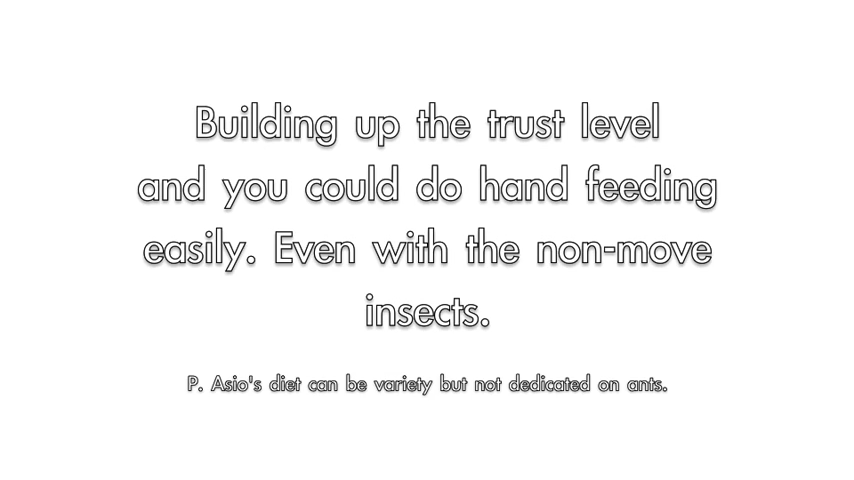 Building up the trust level
and you could do hand feeding
easily. Even with the non-move
insects.
P. Asio's diet can be variety but not dedicated on ants.